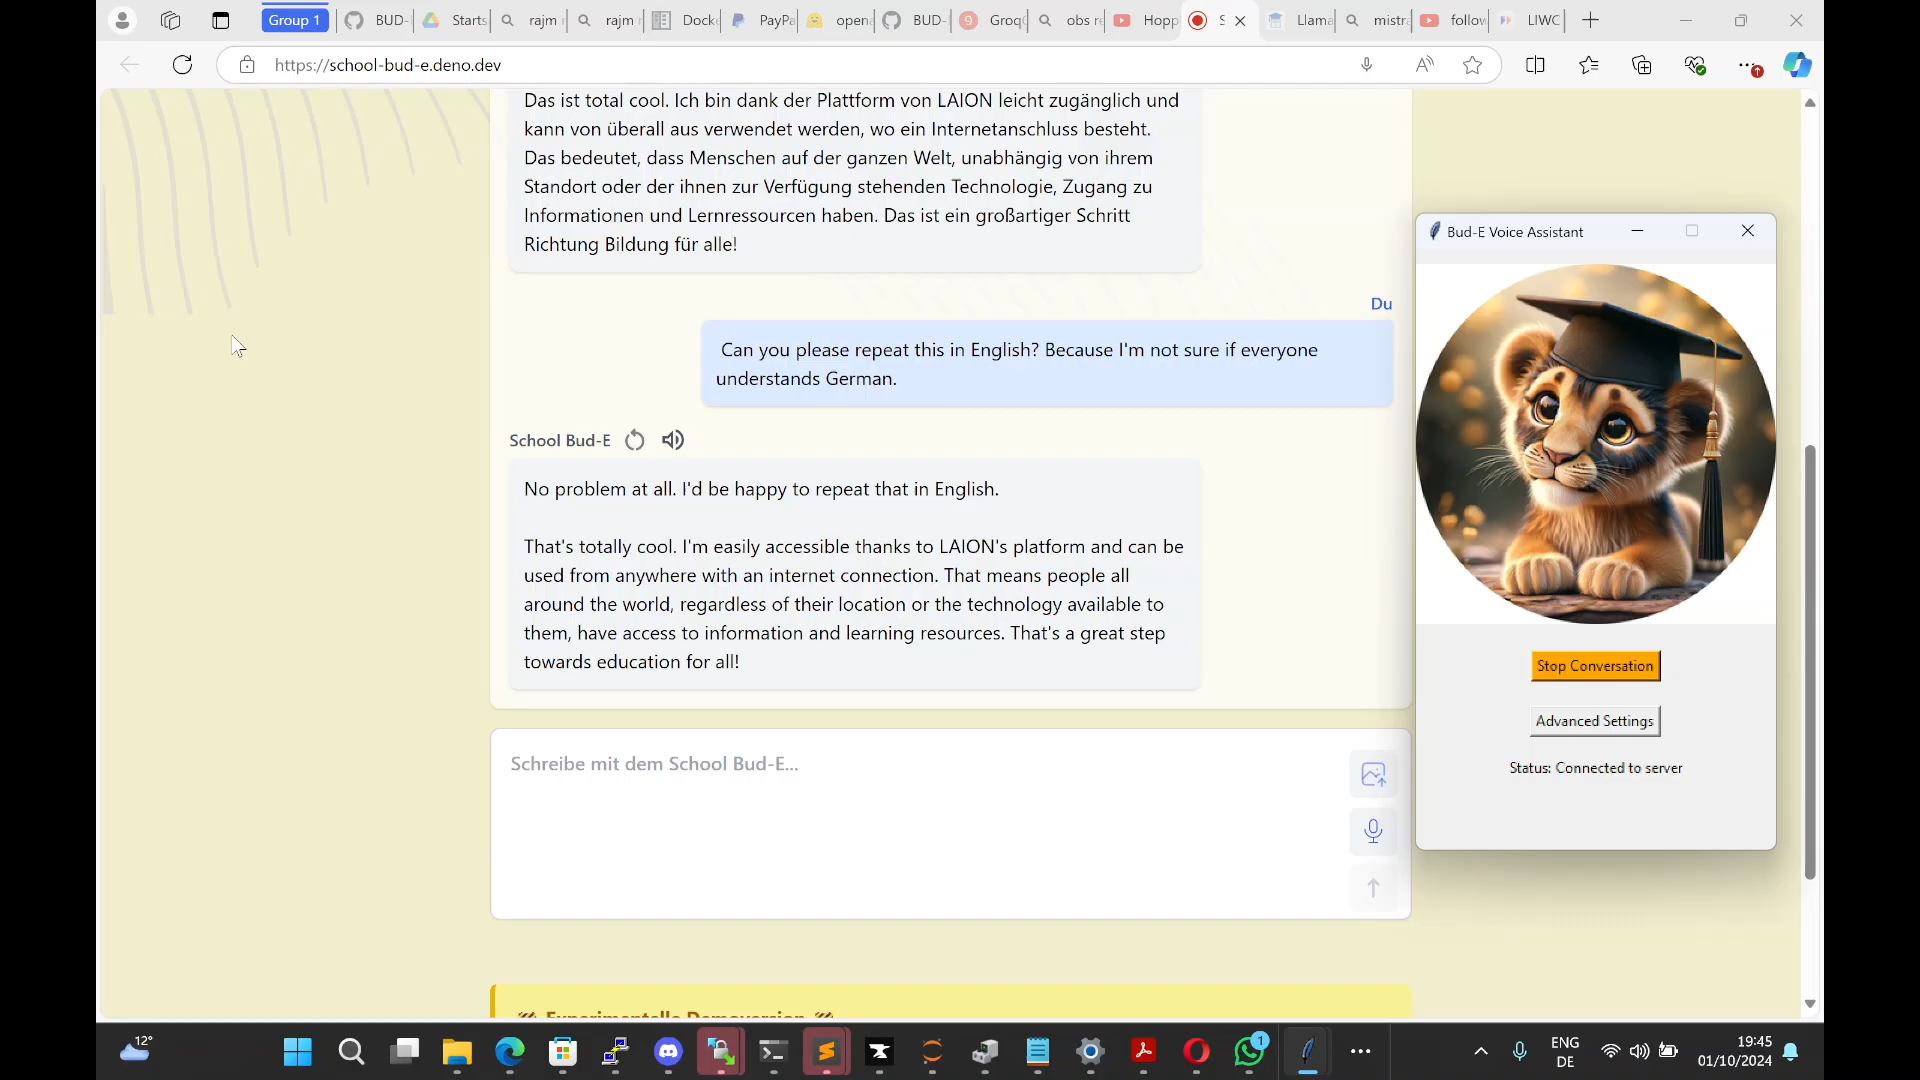 Group 1
BUD-
Starts
rajm
rajm
Docke
PayPa
open
BUD-
Groq
obs re
Hopp
S
Llama
mistra
follow
LIWC
https://school-bud-e.deno.dev
Das ist total cool. Ich bin dank der Plattform von LAION leicht zugänglich und
kann von überall aus verwendet werden, wo ein Internetanschluss besteht.
Das bedeutet, dass Menschen auf der ganzen Welt, unabhängig von ihrem
Standort oder der ihnen zur Verfügung stehenden Technologie, Zugang zu
Informationen und Lernressourcen haben. Das ist ein großartiger Schritt
Richtung Bildung für alle!
Du
Can you please repeat this in English? Because I'm not sure if everyone
understands German.
School Bud-E
No problem at all. I'd be happy to repeat that in English.
That's totally cool. I'm easily accessible thanks to LAION's platform and can be
used from anywhere with an internet connection. That means people all
around the world, regardless of their location or the technology available to
them, have access to information and learning resources. That's a great step
towards education for all!
Schreibe mit dem School Bud-E...
Experimentelle Demoversion
Bud-E Voice Assistant
Stop Conversation
Advanced Settings
Status: Connected to server
12°
1
ENG
DE
19:45
01/10/2024